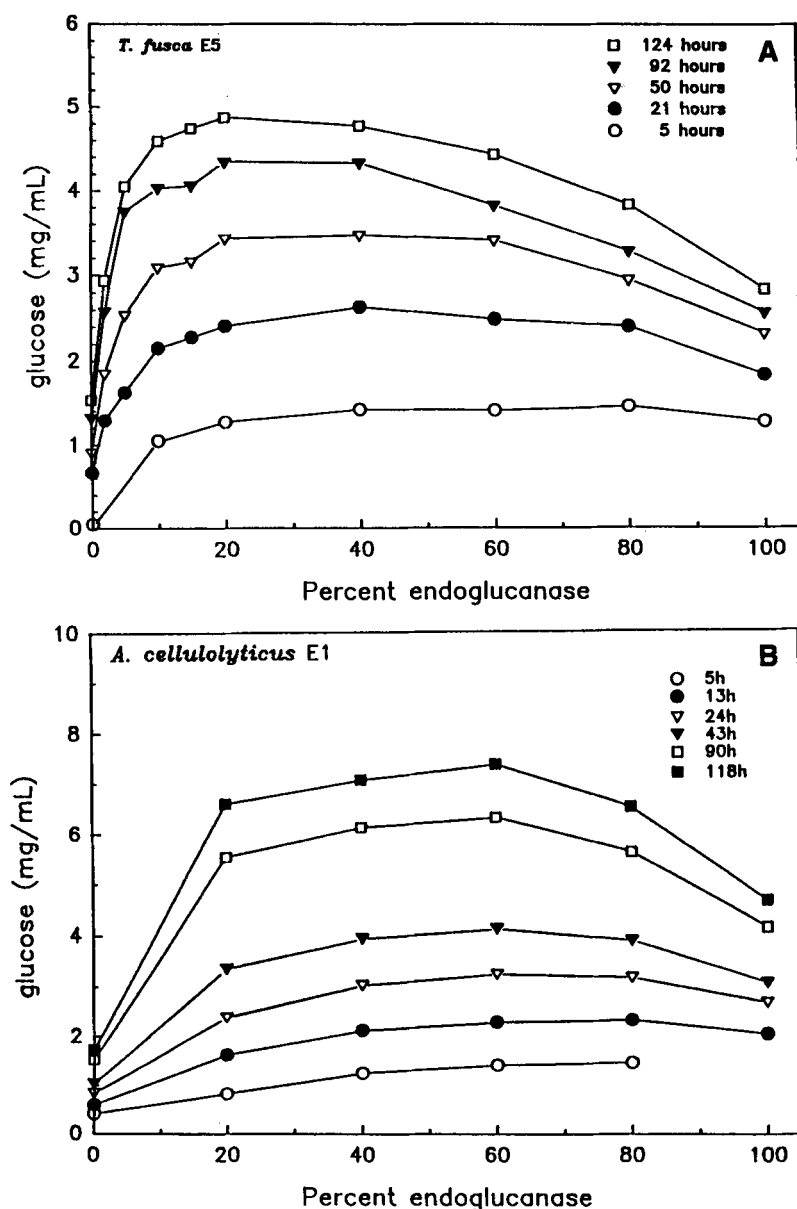 T. fusca E5
A
124 hours
92 hours
50 hours
21 hours
5 hours
6
5
4
3
2
1
0
glucose (mg/mL)
0 20 40 60 80 100
Percent endoglucanase
A. cellulolyticus E1
B
5h
13h
24h
43h
90h
118h
10
8
6
4
2
0
glucose (mg/mL)
0 20 40 60 80 100
Percent endoglucanase